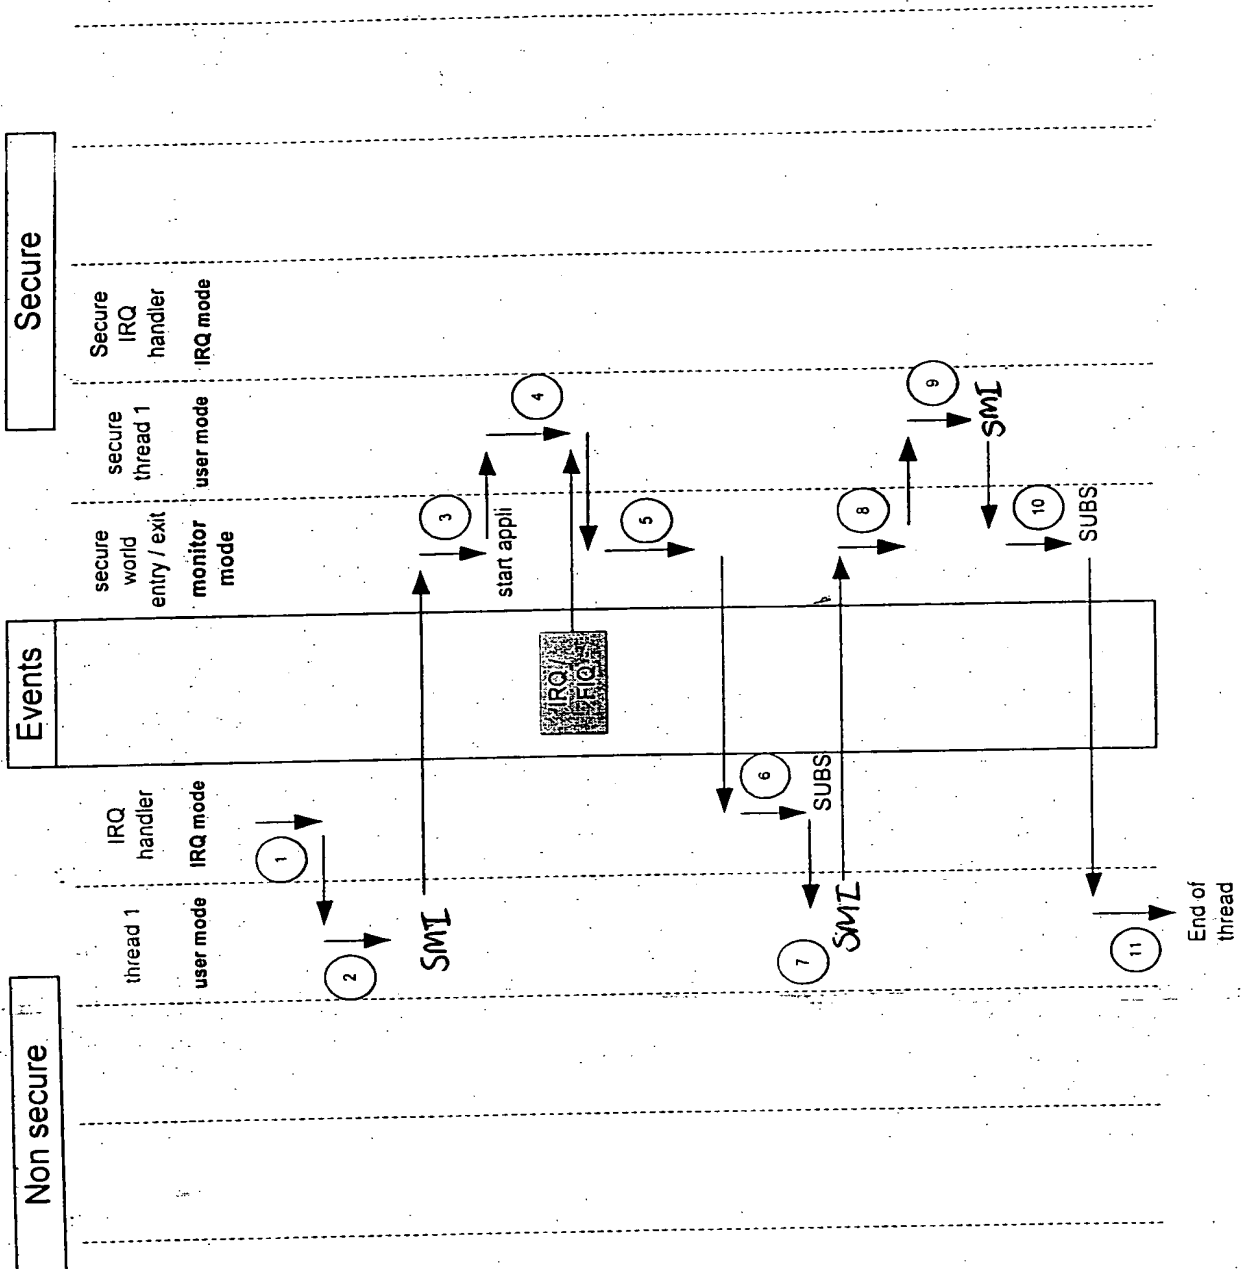 Non secure
Events
Secure
thread 1
user mode
IRQ
handler
IRQ mode
secure
world
entry / exit
monitor
mode
secure
thread 1
user mode
Secure
IRQ
handler
IRQ mode
1
2
SMI
3
start appli
4
IRQ /
FIQ
5
6
SUBS
7
SMI
8
9
SMI
10
SUBS
11
End of
thread